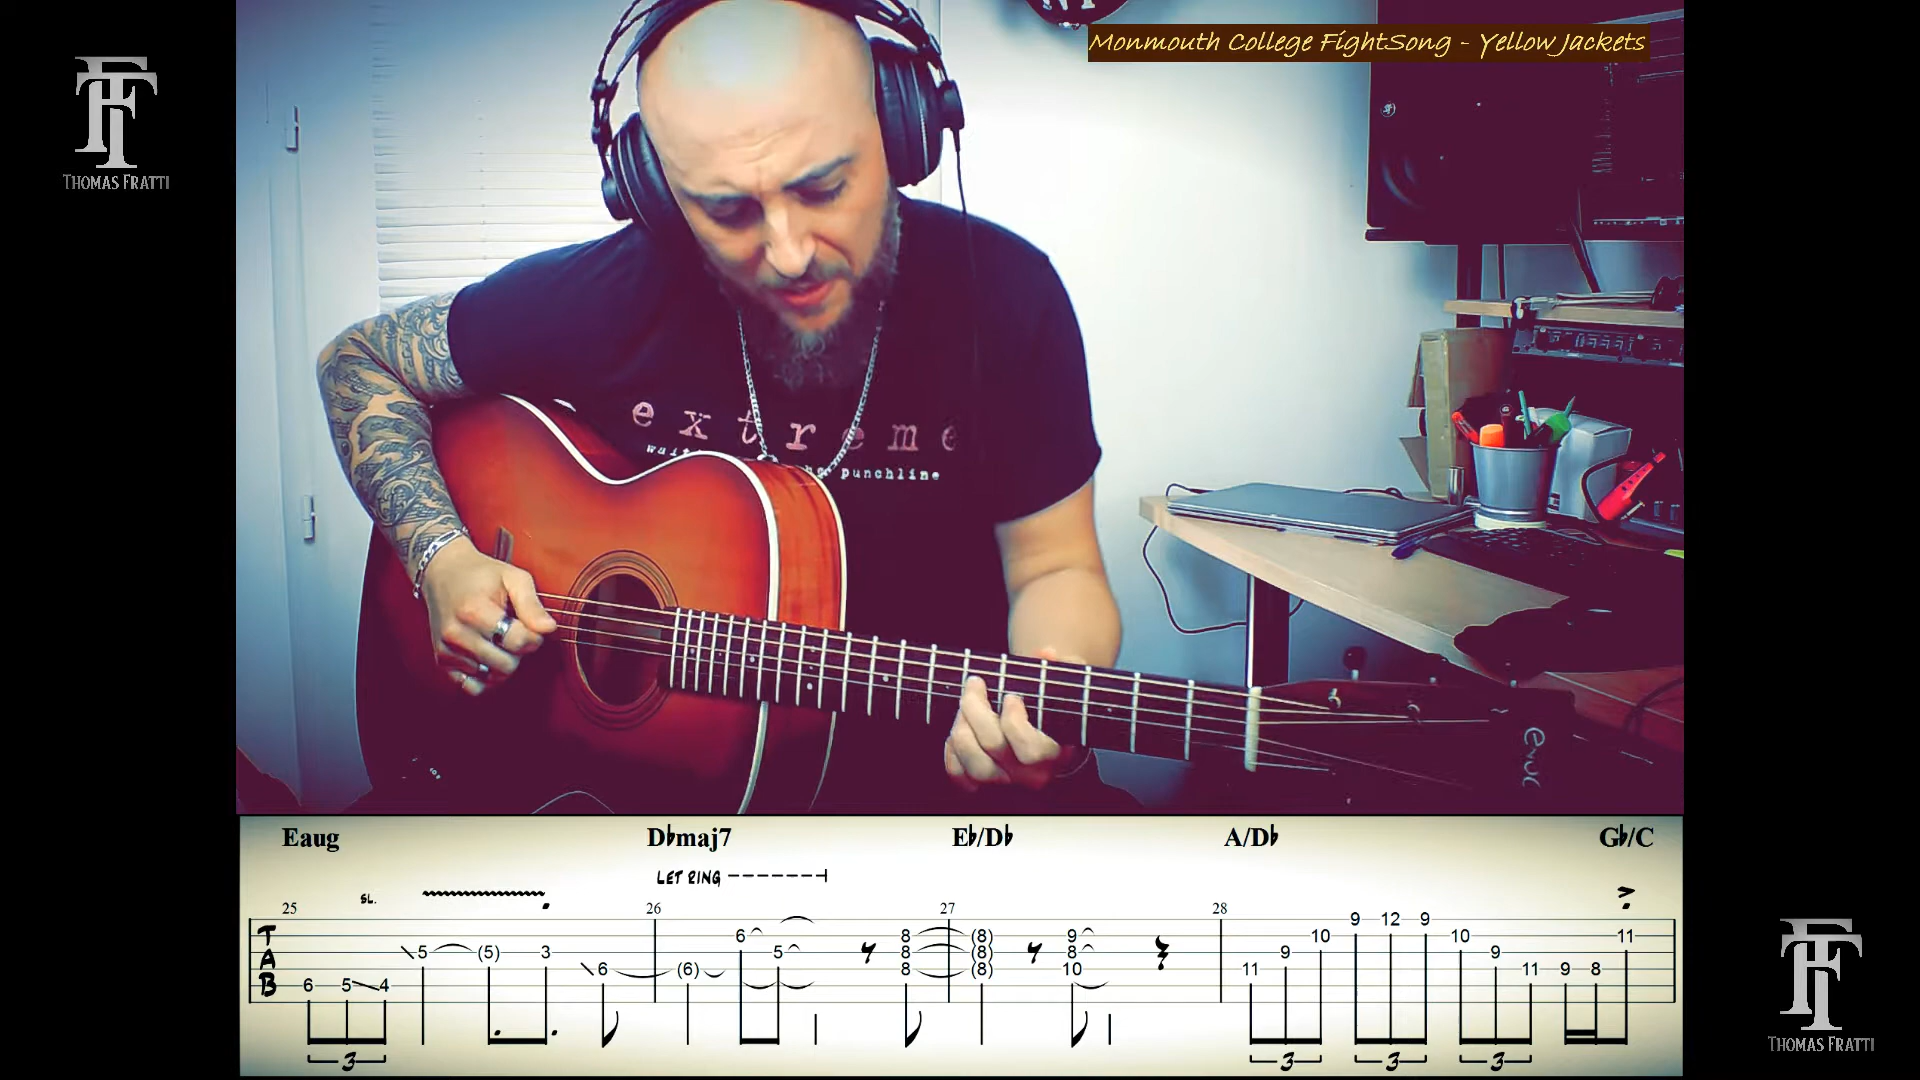 Monmouth College FightSong - Yellow Jackets
TF
THOMAS FRATTI
extreme
punchline
Eaug D♭maj7 E♭/D♭ A/D♭ G♭/C
LET RING
SL.
25 26 27 28
9 12 9
6 8 (8) 9 10 10 11
5 (5) 3 5 8 (8) 8 9 9
6 (6) 8 (8) 10 11 11 9 8
6 5 4
T
A
B
3 3 3 3
TF
THOMAS FRATTI